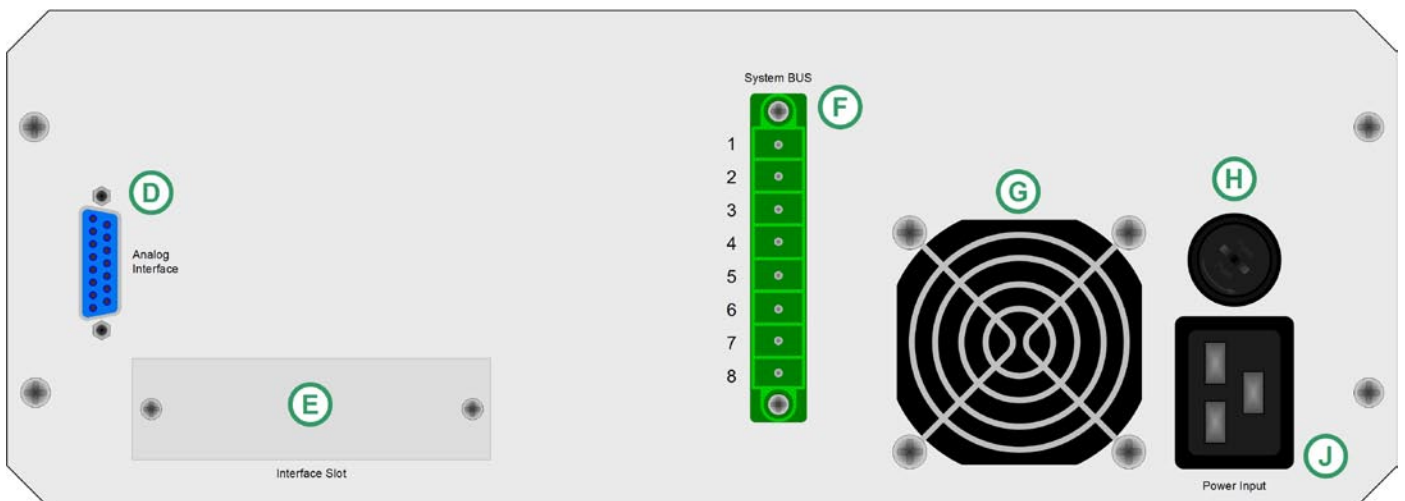 System BUS
F
1
2
3
4
5
6
7
8
D
Analog
Interface
E
Interface Slot
G
H
J
Power Input